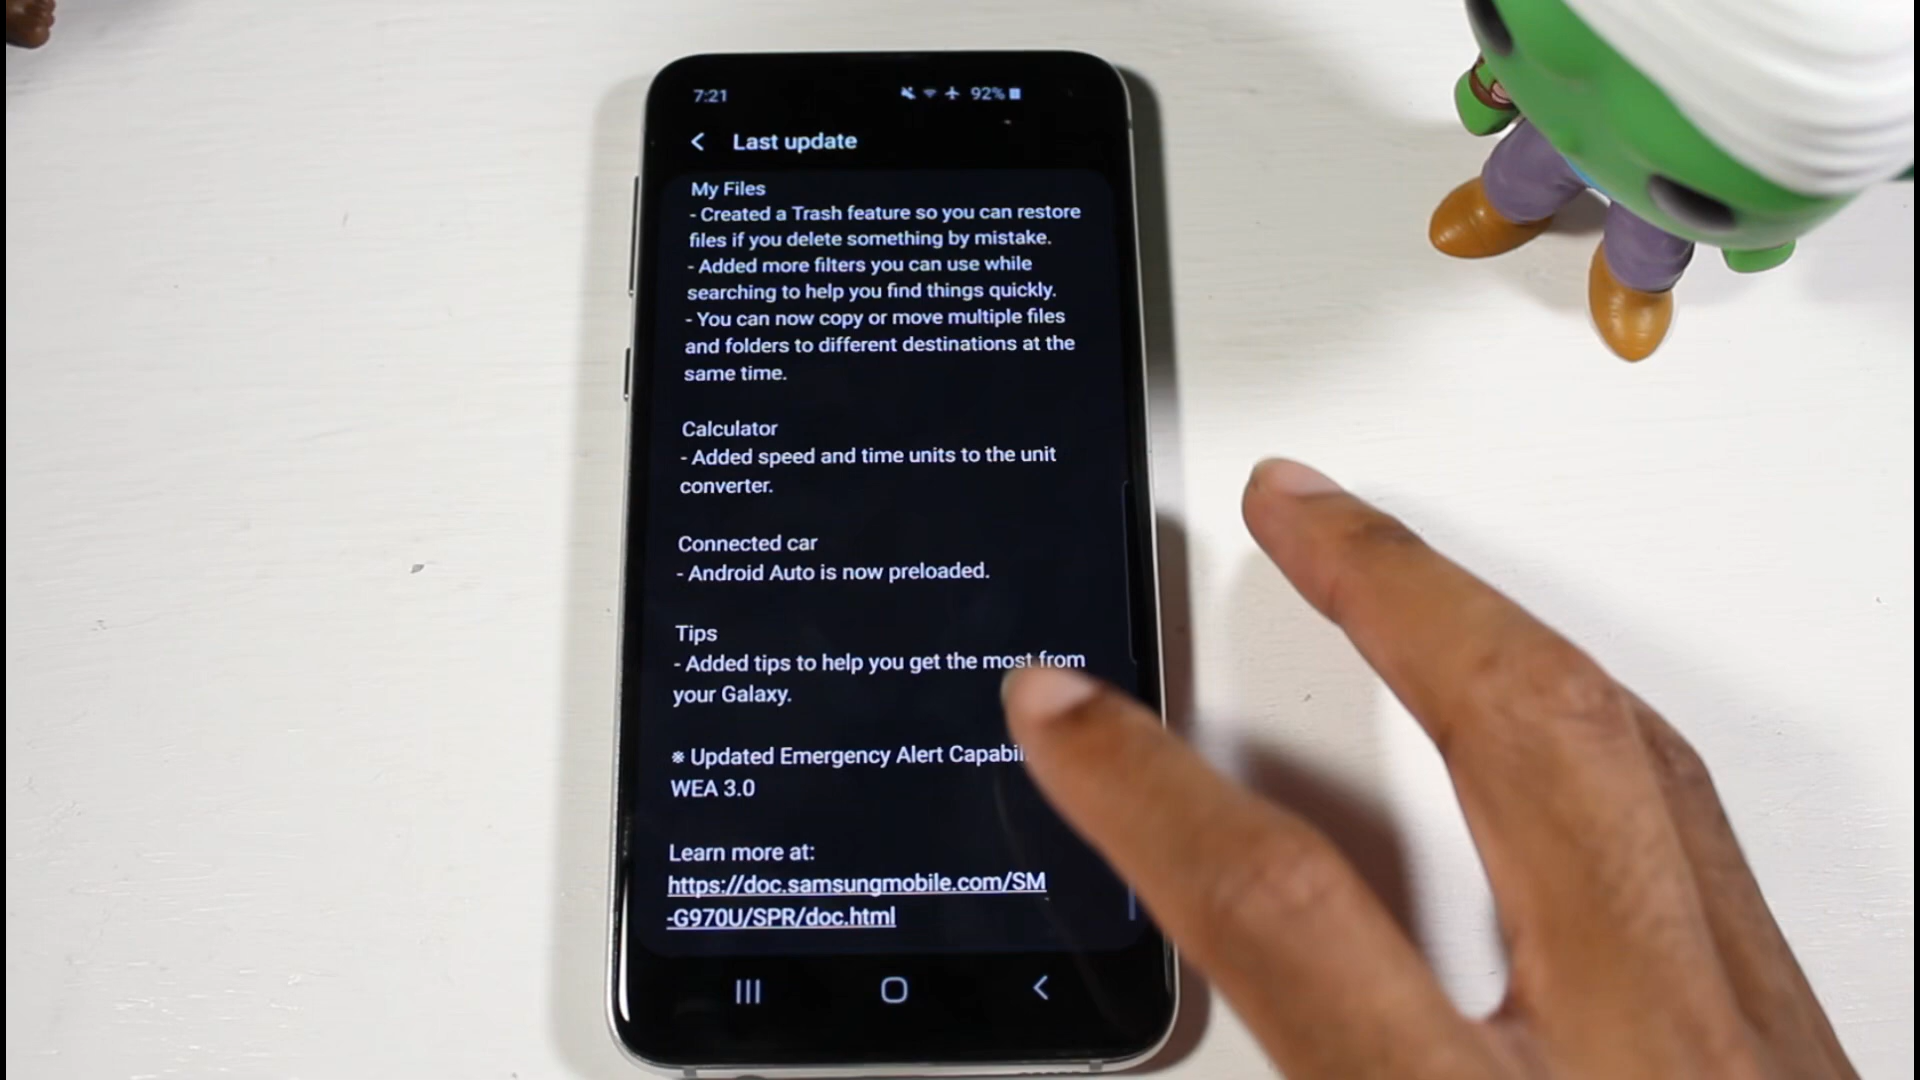 7:21
92%
Last update
My Files
- Created a Trash feature so you can restore
files if you delete something by mistake.
- Added more filters you can use while
searching to help you find things quickly.
- You can now copy or move multiple files
and folders to different destinations at the
same time.
Calculator
- Added speed and time units to the unit
converter.
Connected car
- Android Auto is now preloaded.
Tips
- Added tips to help you get the most from
your Galaxy.
※ Updated Emergency Alert
WEA 3.0
Learn more at:
https://doc.samsungmobile.com/SM
-G970U/SPR/doc.html